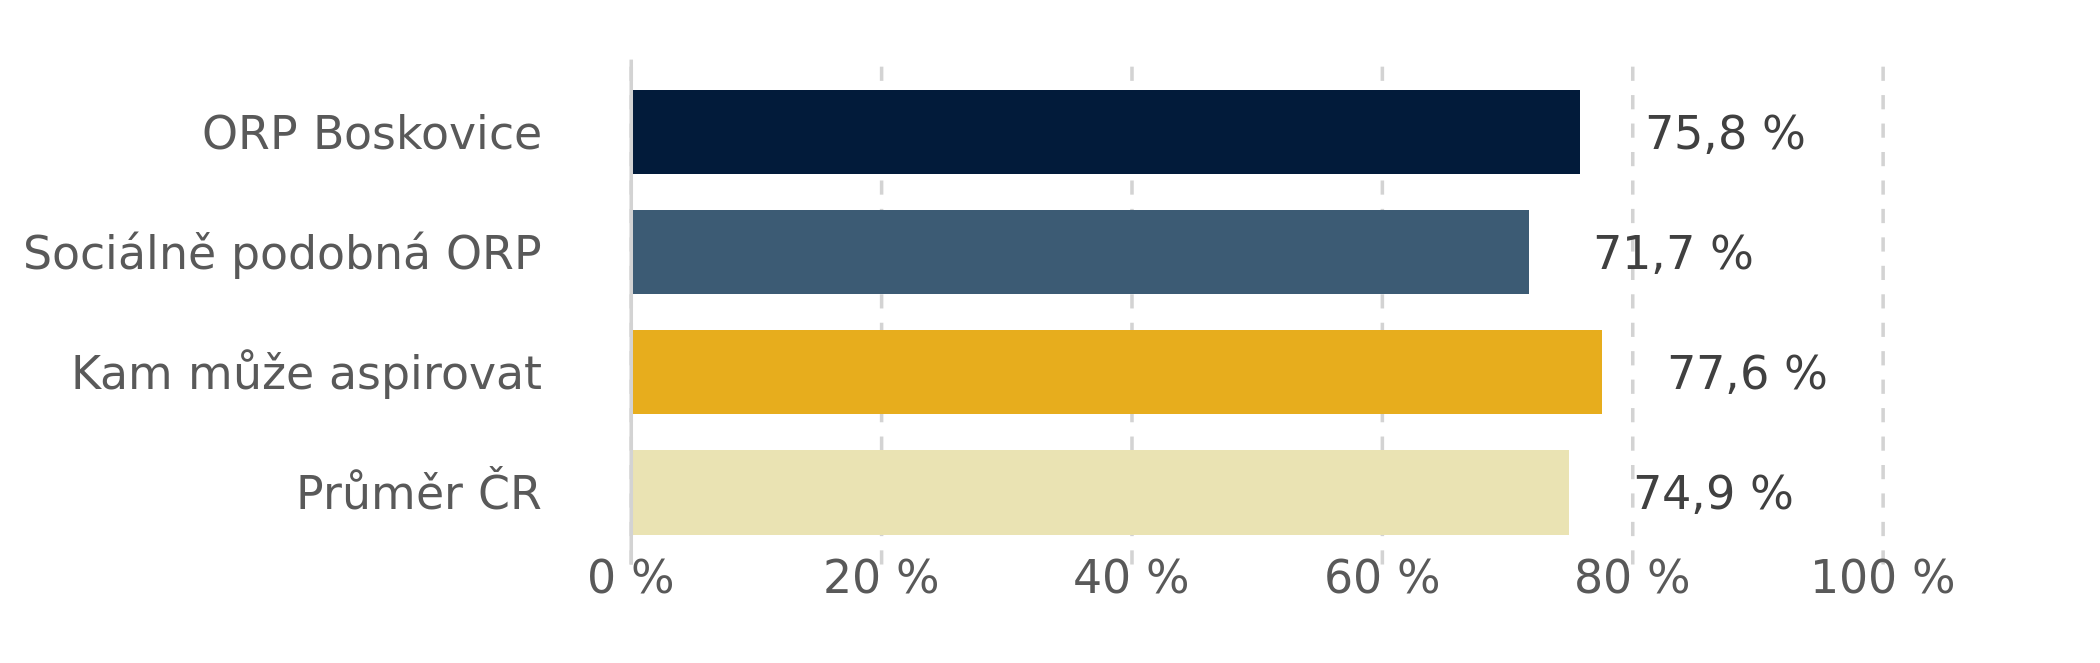 ORP Boskovice 75,8 %
Sociálně podobná ORP 71,7 %
Kam může aspirovat 77,6 %
Průměr ČR 74,9 %
0 % 20 % 40 % 60 % 80 % 100 %